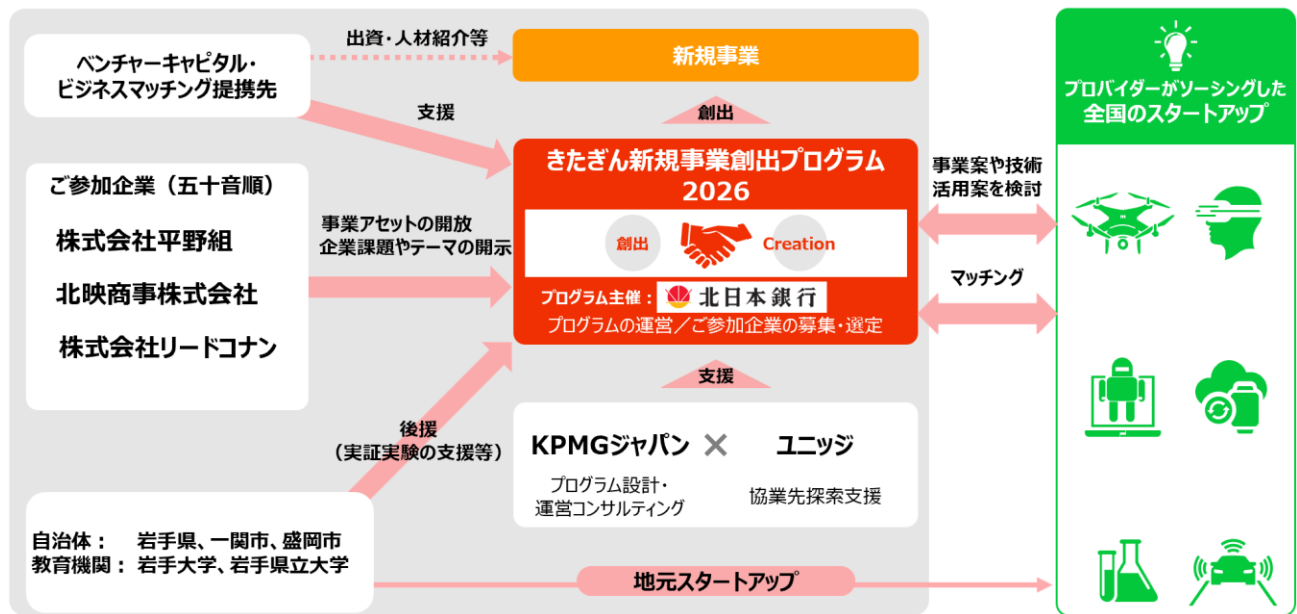 ベンチャーキャピタル・
ビジネスマッチング提携先
出資・人材紹介等
新規事業
支援
創出
ご参加企業（五十音順）
株式会社平野組
北映商事株式会社
株式会社リードコナン
事業アセットの開放
企業課題やテーマの開示
きたぎん新規事業創出プログラム
2026
創出
Creation
プログラム主催：
北日本銀行
プログラムの運営／ご参加企業の募集・選定
事業案や技術
活用案を検討
マッチング
プロバイダーがソーシングした
全国のスタートアップ
支援
後援
（実証実験の支援等）
KPMGジャパン
×
ユニッジ
プログラム設計・
運営コンサルティング
協業先探索支援
自治体： 岩手県、一関市、盛岡市
教育機関： 岩手大学、岩手県立大学
地元スタートアップ